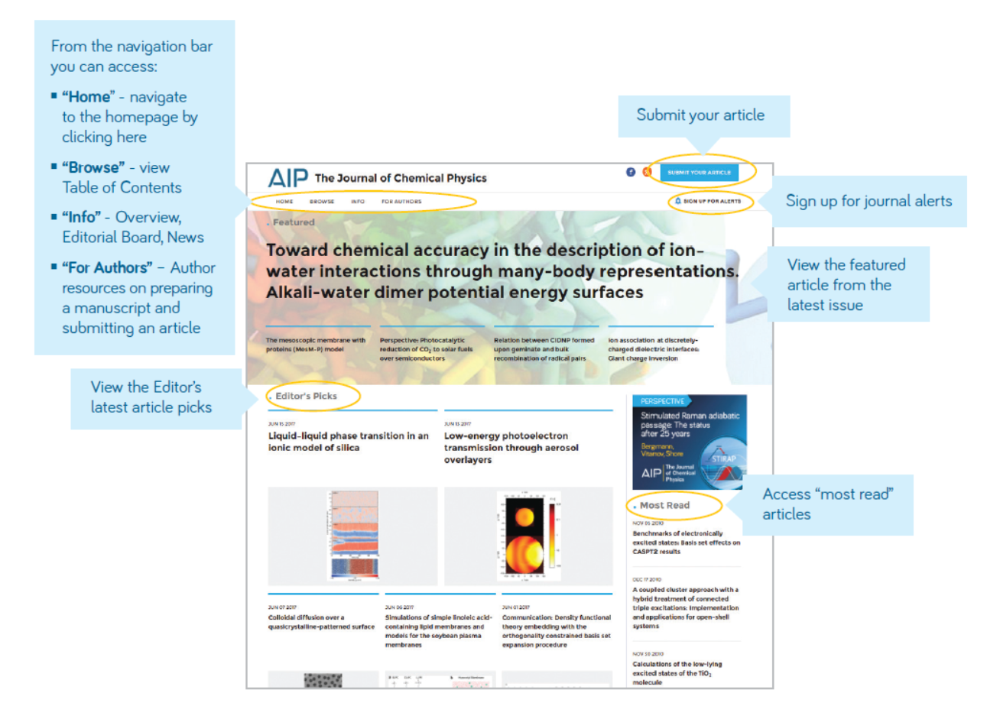 From the navigation bar
you can access:
▪ “Home” - navigate
to the homepage by
clicking here
▪ “Browse” - view
Table of Contents
▪ “Info” - Overview,
Editorial Board, News
▪ “For Authors” – Author
resources on preparing
a manuscript and
submitting an article
View the Editor’s
latest article picks
Submit your article
Sign up for journal alerts
View the featured
article from the
latest issue
Access “most read”
articles
AIP The Journal of Chemical Physics
SUBMIT YOUR ARTICLE
HOME BROWSE INFO FOR AUTHORS
SIGN UP FOR ALERTS
Featured
Toward chemical accuracy in the description of ion–
water interactions through many-body representations.
Alkali-water dimer potential energy surfaces
The mesoscopic membrane with
proteins (MesM-P) model
Perspective: Photocatalytic
reduction of CO₂ to solar fuels
over semiconductors
Relation between CIDNP formed
upon geminate and bulk
recombination of radical pairs
Ion association at discretely-
charged dielectric interfaces:
Giant charge inversion
Editor's Picks
JUN 15 2017
Liquid–liquid phase transition in an
ionic model of silica
JUN 13 2017
Low-energy photoelectron
transmission through aerosol
overlayers
JUN 07 2017
Colloidal diffusion over a
quasicrystalline-patterned surface
JUN 06 2017
Simulations of simple linoleic acid-
containing lipid membranes and
models for the soybean plasma
membranes
JUN 01 2017
Communication: Density functional
theory embedding with the
orthogonality constrained basis set
expansion procedure
PERSPECTIVE
Stimulated Raman adiabatic
passage: The status
after 25 years
Bergmann,
Vitanov, Shore
STIRAP
AIP The Journal
of Chemical
Physics
Most Read
NOV 05 2010
Benchmarks of electronically
excited states: Basis set effects on
CASPT2 results
DEC 17 2010
A coupled cluster approach with a
hybrid treatment of connected
triple excitations: Implementation
and applications for open-shell
systems
NOV 30 2010
Calculations of the low-lying
excited states of the TiO₂
molecule